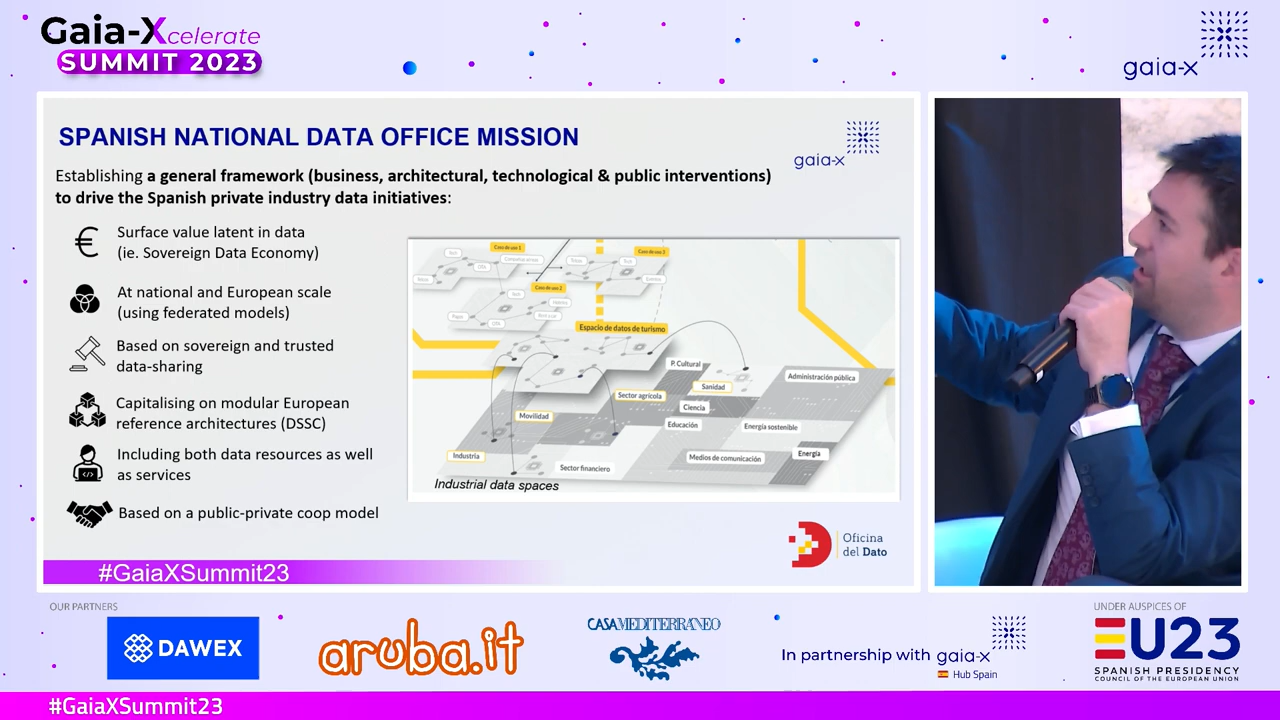 Gaia-Xcelerate
SUMMIT 2023
gaia-x
SPANISH NATIONAL DATA OFFICE MISSION
gaia-x
Establishing a general framework (business, architectural, technological & public interventions)
to drive the Spanish private industry data initiatives:
€ Surface value latent in data
(ie. Sovereign Data Economy)
At national and European scale
(using federated models)
Based on sovereign and trusted
data-sharing
Capitalising on modular European
reference architectures (DSSC)
Including both data resources as well
as services
Based on a public-private coop model
Caso de uso 1
Caso de uso 3
Caso de uso 2
Espacio de datos de turismo
P. Cultural
Administración pública
Sanidad
Sector agrícola
Ciencia
Movilidad
Educación
Energía sostenible
Industria
Medios de comunicación
Energía
Sector financiero
Industrial data spaces
Oficina
del Dato
#GaiaXSummit23
OUR PARTNERS
DAWEX
aruba.it
CASAMEDITERRANEO
In partnership with gaia-x
Hub Spain
UNDER AUSPICES OF
EU23
SPANISH PRESIDENCY
COUNCIL OF THE EUROPEAN UNION
#GaiaXSummit23